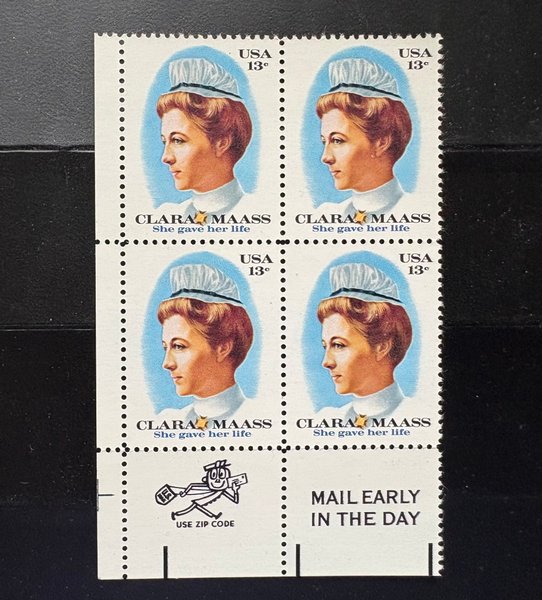 USA
13c
CLARA MAASS
She gave her life
USA
13c
CLARA MAASS
She gave her life
USA
13c
CLARA MAASS
She gave her life
USA
13c
CLARA MAASS
She gave her life
USE ZIP CODE
MAIL EARLY
IN THE DAY